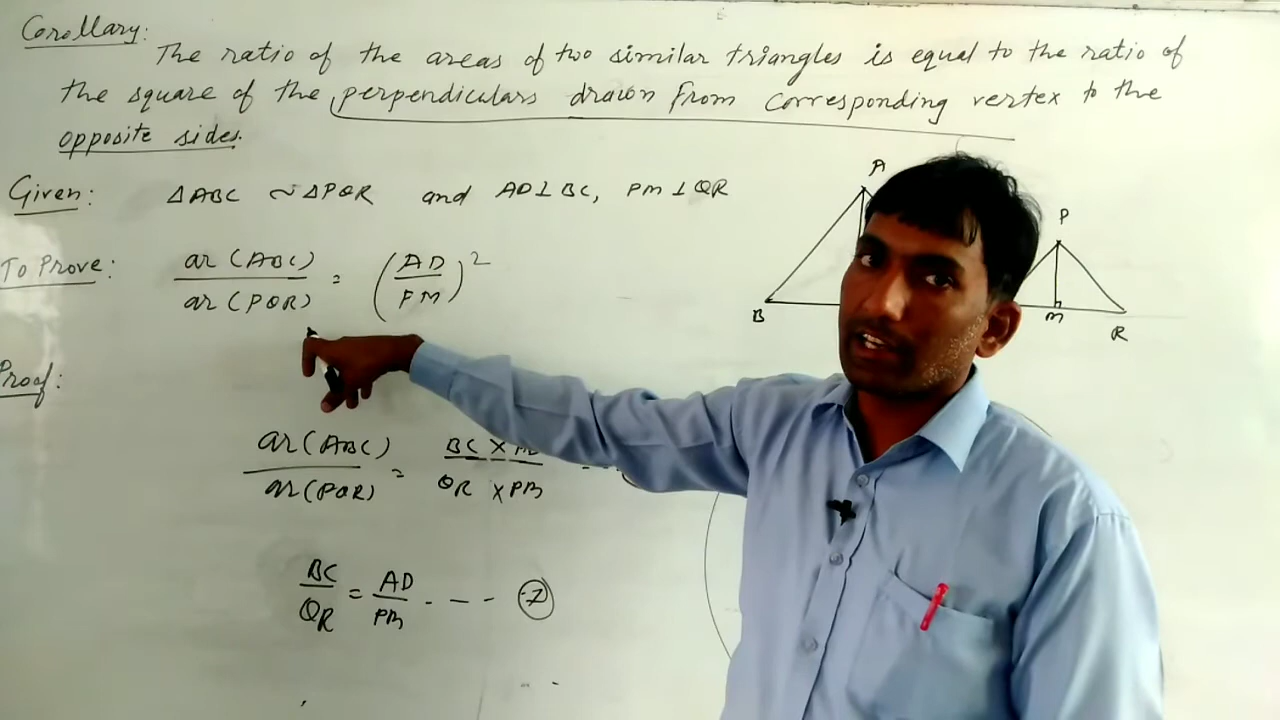 Corollary:
The ratio of the areas of two similar triangles is equal to the ratio of
the square of the perpendiculars drawn from corresponding vertex to the
opposite sides.
Given: ΔABC ~ ΔPQR and AD⊥BC, PM⊥QR
To Prove: ar(ABC)/ar(PQR) = (AD/PM)²
Proof:
ar(ABC)/ar(PQR) = BC ×/QR × PM
BC/QR = AD/PM - - - - ②
A
B
P
M
R